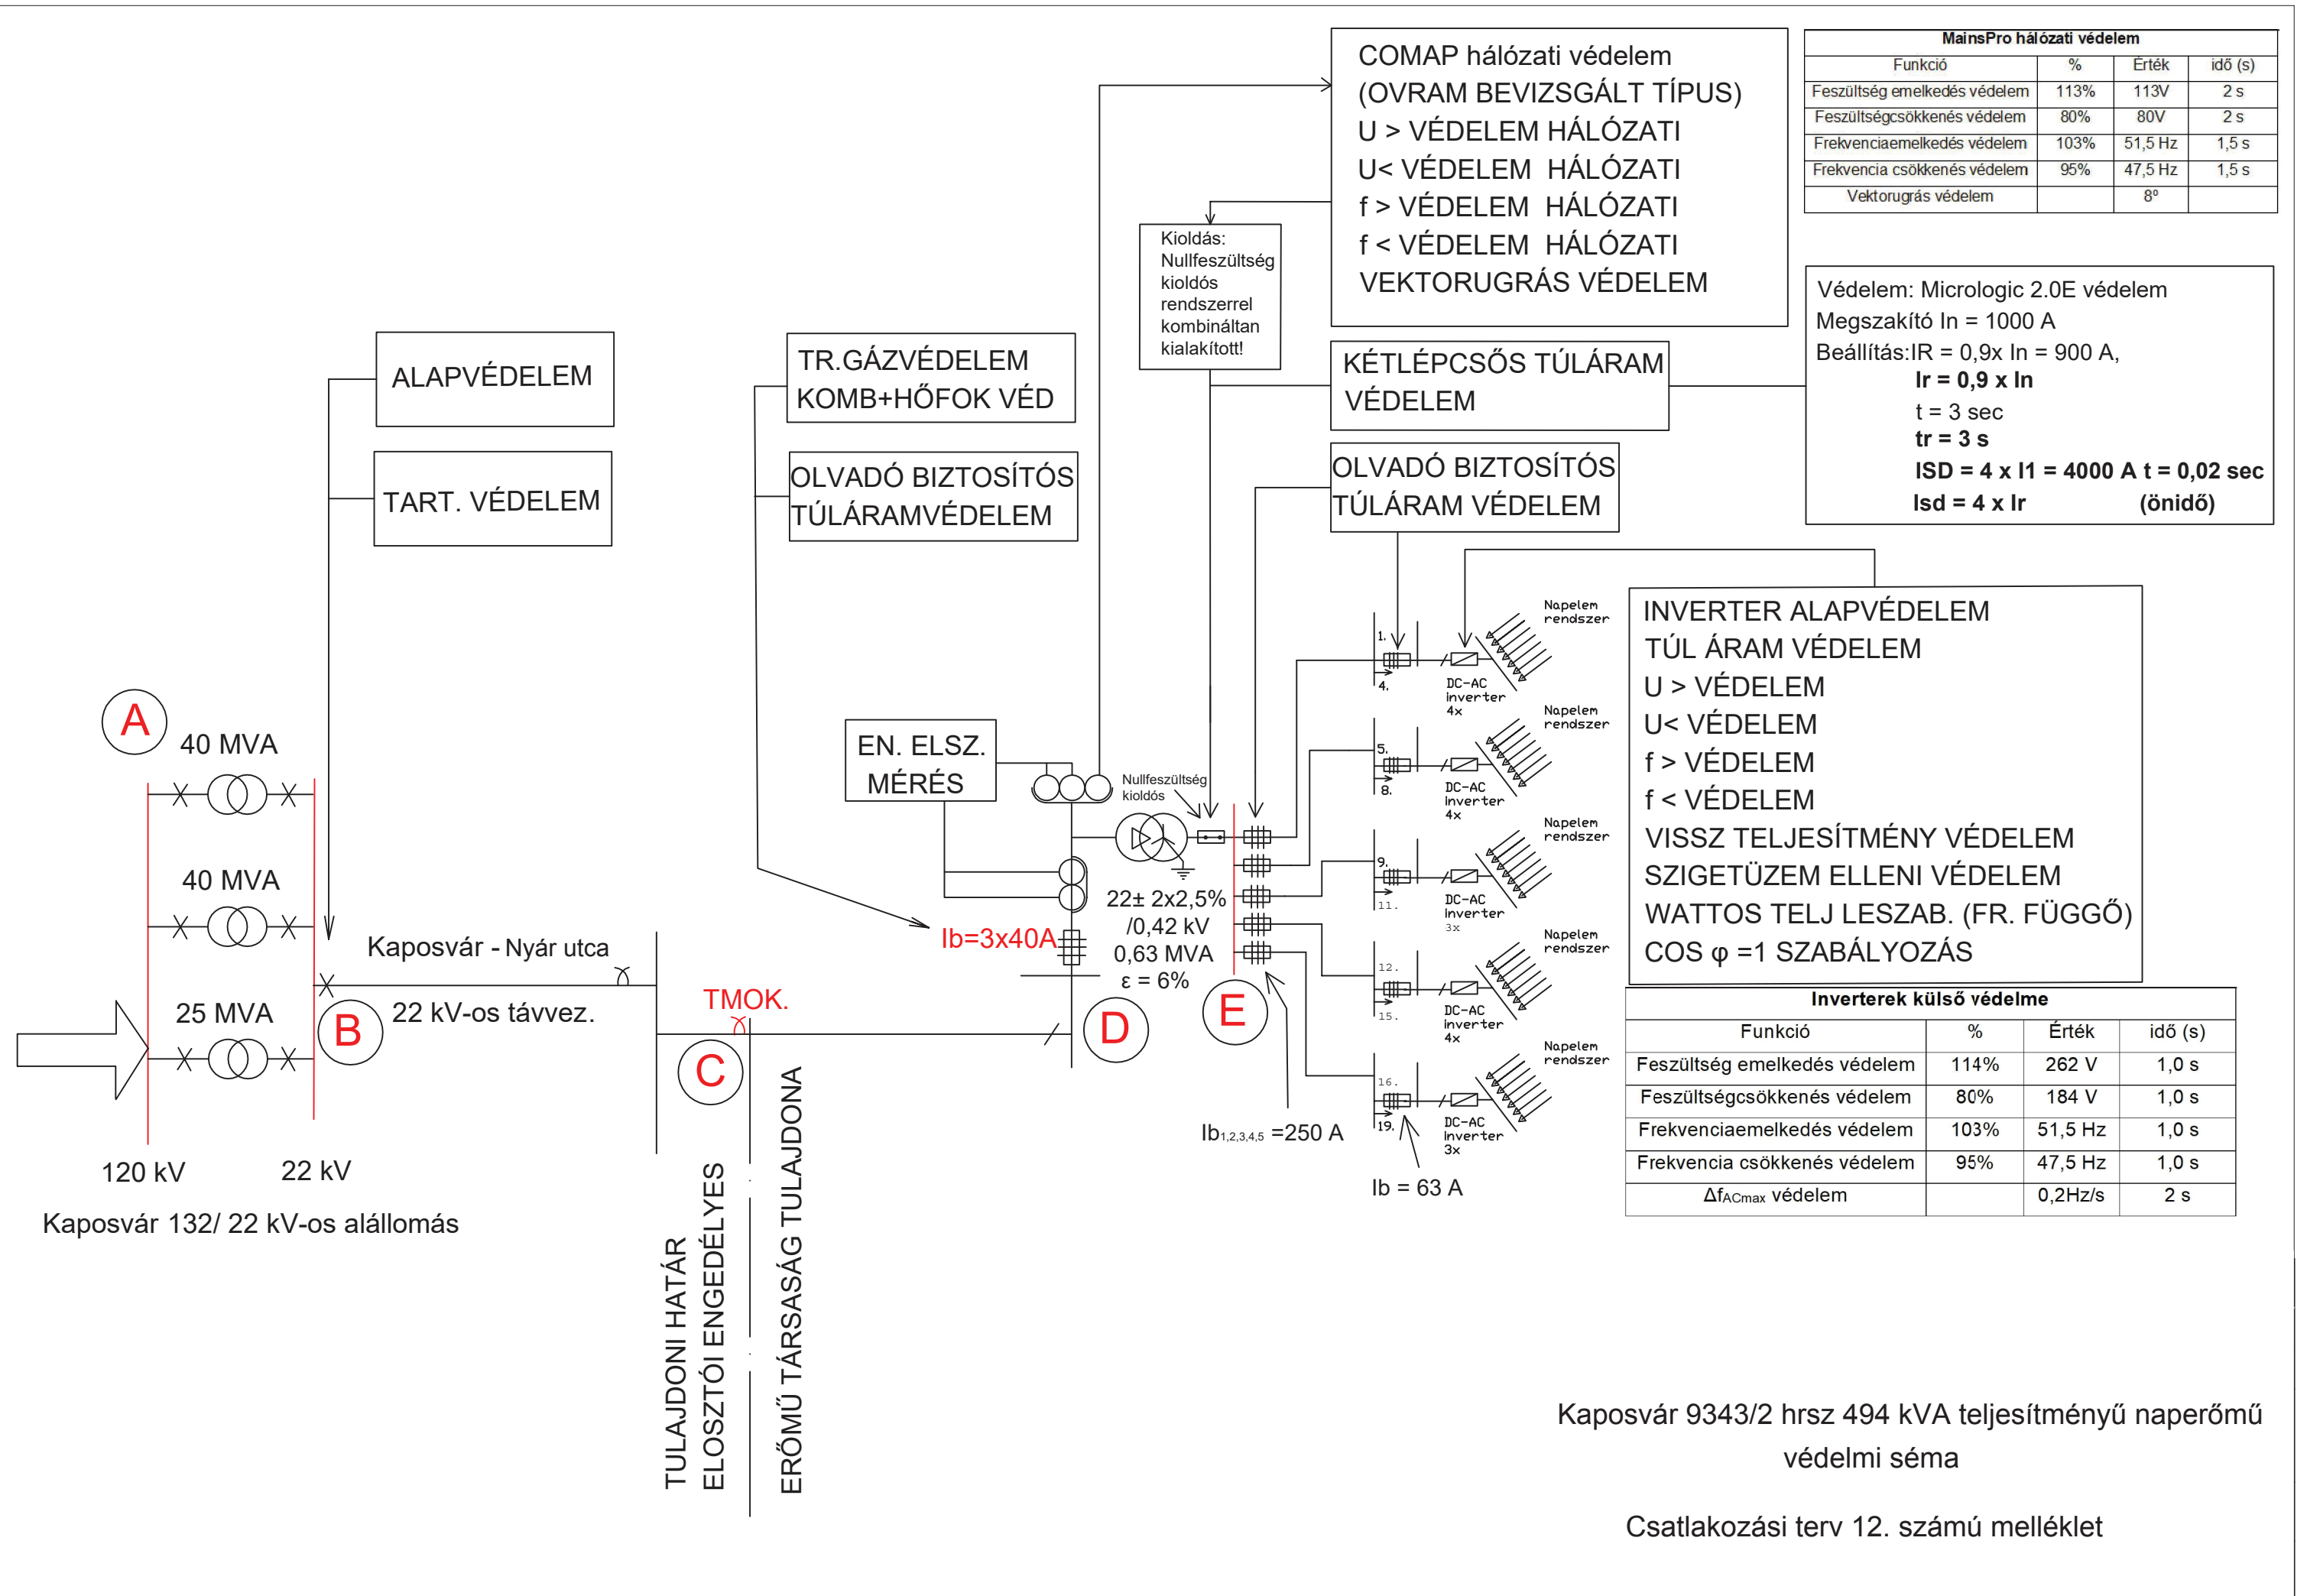 COMAP hálózati védelem
(OVRAM BEVIZSGÁLT TÍPUS)
U > VÉDELEM HÁLÓZATI
U< VÉDELEM HÁLÓZATI
f > VÉDELEM HÁLÓZATI
f < VÉDELEM HÁLÓZATI
VEKTORUGRÁS VÉDELEM
MainsPro hálózati védelem
Funkció % Érték idő (s)
Feszültség emelkedés védelem 113% 113V 2 s
Feszültségcsökkenés védelem 80% 80V 2 s
Frekvenciaemelkedés védelem 103% 51,5 Hz 1,5 s
Frekvencia csökkenés védelem 95% 47,5 Hz 1,5 s
Vektorugrás védelem 8º
Kioldás:
Nullfeszültség
kioldós
rendszerrel
kombináltan
kialakított!
Védelem: Micrologic 2.0E védelem
Megszakító In = 1000 A
Beállítás:IR = 0,9x In = 900 A,
Ir = 0,9 x In
t = 3 sec
tr = 3 s
ISD = 4 x I1 = 4000 A t = 0,02 sec
Isd = 4 x Ir (önidő)
ALAPVÉDELEM
TART. VÉDELEM
TR.GÁZVÉDELEM
KOMB+HŐFOK VÉD
OLVADÓ BIZTOSÍTÓS
TÚLÁRAMVÉDELEM
KÉTLÉPCSŐS TÚLÁRAM
VÉDELEM
OLVADÓ BIZTOSÍTÓS
TÚLÁRAM VÉDELEM
INVERTER ALAPVÉDELEM
TÚL ÁRAM VÉDELEM
U > VÉDELEM
U< VÉDELEM
f > VÉDELEM
f < VÉDELEM
VISSZ TELJESÍTMÉNY VÉDELEM
SZIGETÜZEM ELLENI VÉDELEM
WATTOS TELJ LESZAB. (FR. FÜGGŐ)
COS φ =1 SZABÁLYOZÁS
Inverterek külső védelme
Funkció % Érték idő (s)
Feszültség emelkedés védelem 114% 262 V 1,0 s
Feszültségcsökkenés védelem 80% 184 V 1,0 s
Frekvenciaemelkedés védelem 103% 51,5 Hz 1,0 s
Frekvencia csökkenés védelem 95% 47,5 Hz 1,0 s
ΔfACmax védelem 0,2Hz/s 2 s
A
40 MVA
40 MVA
25 MVA
B
Kaposvár - Nyár utca
22 kV-os távvez.
120 kV
22 kV
Kaposvár 132/ 22 kV-os alállomás
TMOK.
C
TULAJDONI HATÁR
ELOSZTÓI ENGEDÉLYES
ERŐMŰ TÁRSASÁG TULAJDONA
EN. ELSZ.
MÉRÉS
Ib=3x40A
D
Nullfeszültség
kioldós
22± 2x2,5%
/0,42 kV
0,63 MVA
ε = 6%
E
Ib1,2,3,4,5 =250 A
Ib = 63 A
1.
4.
DC-AC
inverter
4x
Napelem
rendszer
5.
8.
DC-AC
inverter
4x
Napelem
rendszer
9.
11.
DC-AC
inverter
3x
Napelem
rendszer
12.
15.
DC-AC
inverter
4x
Napelem
rendszer
16.
19.
DC-AC
inverter
3x
Napelem
rendszer
Kaposvár 9343/2 hrsz 494 kVA teljesítményű naperőmű
védelmi séma
Csatlakozási terv 12. számú melléklet